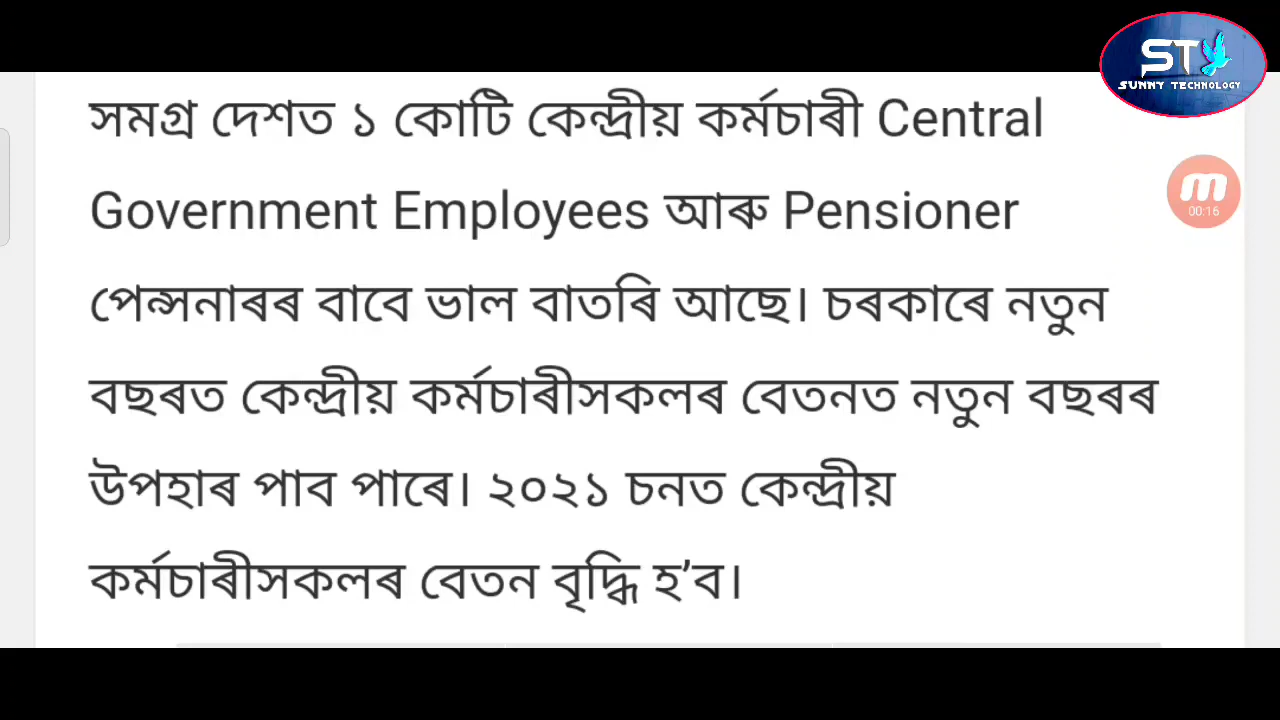 ST
SUNNY TECHNOLOGY
00:16
সমগ্ৰ দেশত ১ কোটি কেন্দ্ৰীয় কৰ্মচাৰী Central
Government Employees আৰু Pensioner
পেন্সনাৰৰ বাবে ভাল বাতৰি আছে। চৰকাৰে নতুন
বছৰত কেন্দ্ৰীয় কৰ্মচাৰীসকলৰ বেতনত নতুন বছৰৰ
উপহাৰ পাব পাৰে। ২০২১ চনত কেন্দ্ৰীয়
কৰ্মচাৰীসকলৰ বেতন বৃদ্ধি হ’ব।